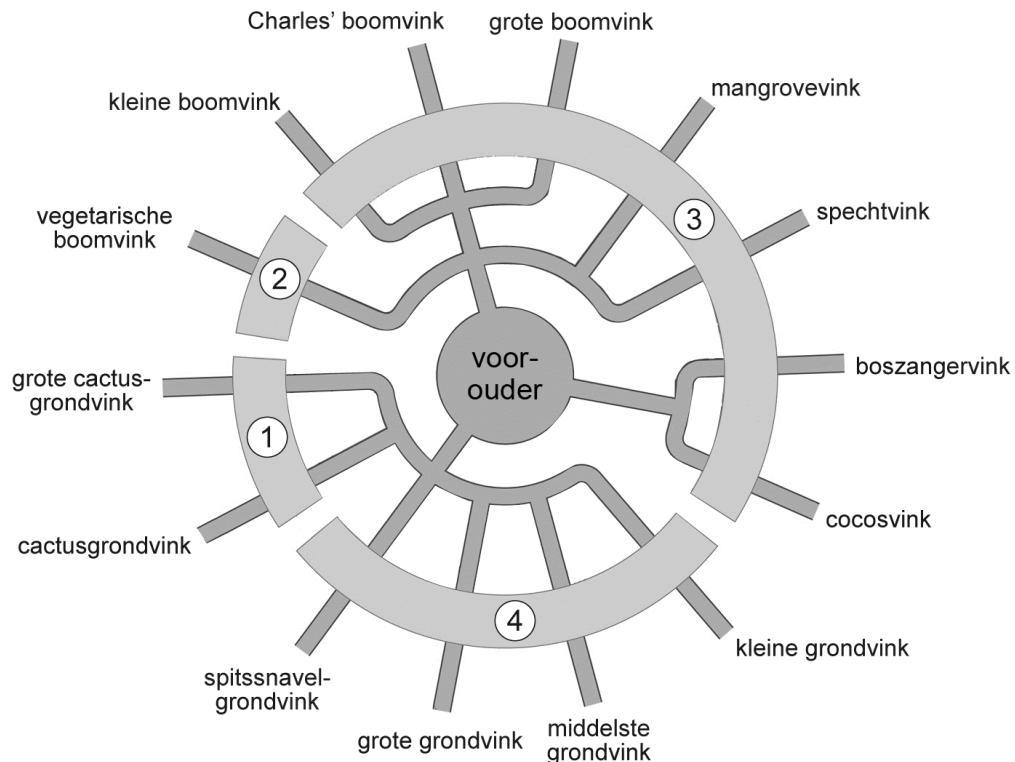 Charles’ boomvink
grote boomvink
kleine boomvink
mangrovevink
vegetarische
boomvink
spechtvink
3
2
voor-
ouder
boszangervink
grote cactus-
grondvink
1
cocosvink
cactusgrondvink
4
kleine grondvink
spitssnavel-
grondvink
grote grondvink
middelste
grondvink